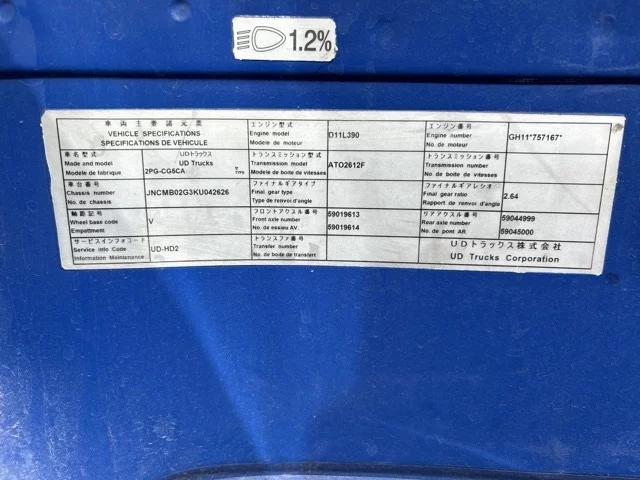 1.2%
車両主要諸元票
VEHICLE SPECIFICATIONS
SPECIFICATIONS DE VEHICULE
エンジン型式
Engine model
Modele de moteur
D11L390
エンジン番号
Engine number
No. de moteur
GH11*757167*
車名型式
Made and model
Modele de fabrique
UDトラックス
UD Trucks
2PG-CG5CA
型
TYPE
トランスミッション型式
Transmission model
Modele de boite de vitesses
ATO2612F
トランスミッション番号
Transmission number
No. de boite de vitesses
車台番号
Chassis number
No. de chassis
JNCMB02G3KU042626
ファイナルギアタイプ
Final gear type
Type de renvoi d'angle
ファイナルギアレシオ
Final gear ratio
Rapport de renvoi d'angle
2.64
軸距記号
Wheel base code
Empattment
V
フロントアクスル番号
Front axle number
No. de essieu AV.
59019613
59019614
リヤアクスル番号
Rear axle number
No. de pont AR.
59044999
59045000
サービスインフォコード
Service info Code
Information Maintenance
UD-HD2
トランスファ番号
Transfer number
No. de boite de transfert
UDトラックス株式会社
UD Trucks Corporation